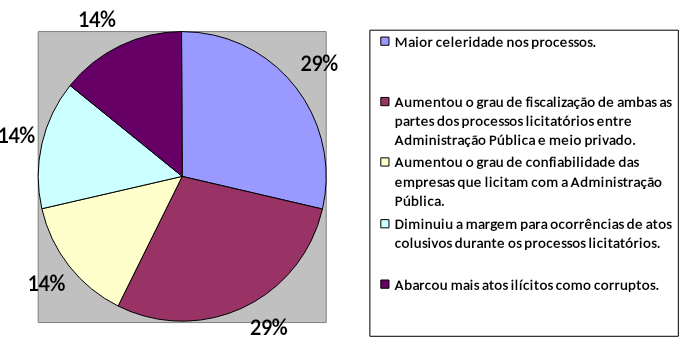 14%
29%
14%
14%
29%
Maior celeridade nos processos.
Aumentou o grau de fiscalização de ambas as
partes dos processos licitatórios entre
Administração Pública e meio privado.
Aumentou o grau de confiabilidade das
empresas que licitam com a Administração
Pública.
Diminuiu a margem para ocorrências de atos
colusivos durante os processos licitatórios.
Abarcou mais atos ilícitos como corruptos.